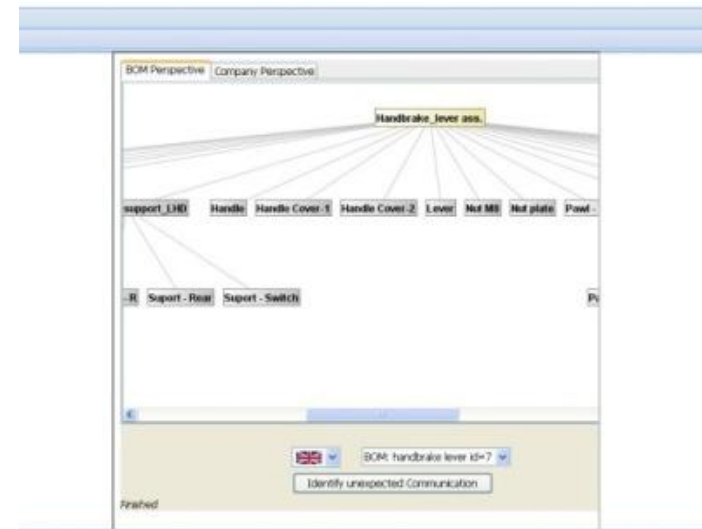 BOM Perspective Company Perspective
Handbrake_lever ass.
support_LHD Handle Handle Cover-1 Handle Cover-2 Lever Nut M8 Nut plate Pawl -
-R Suport - Rear Suport - Switch
BOM: handbrake lever id=7
Identify unexpected Communication
Finished